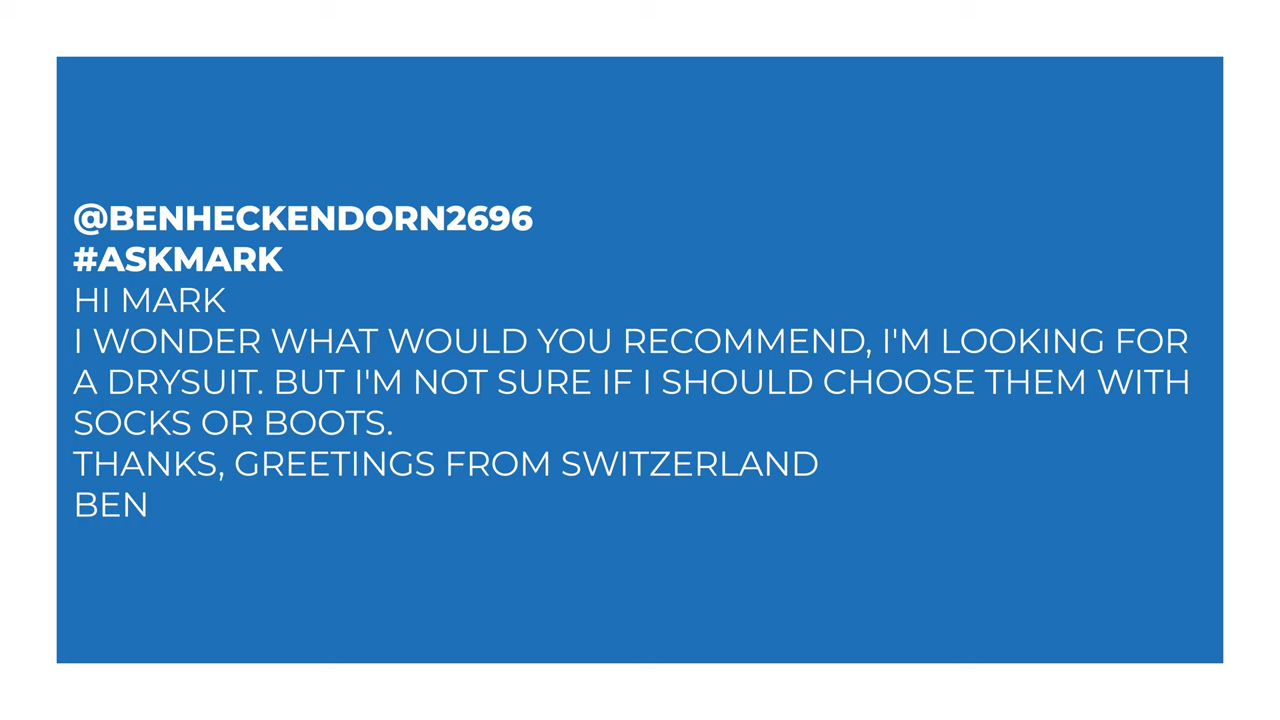 @BENHECKENDORN2696
#ASKMARK
HI MARK
I WONDER WHAT WOULD YOU RECOMMEND, I'M LOOKING FOR
A DRYSUIT. BUT I'M NOT SURE IF I SHOULD CHOOSE THEM WITH
SOCKS OR BOOTS.
THANKS, GREETINGS FROM SWITZERLAND
BEN